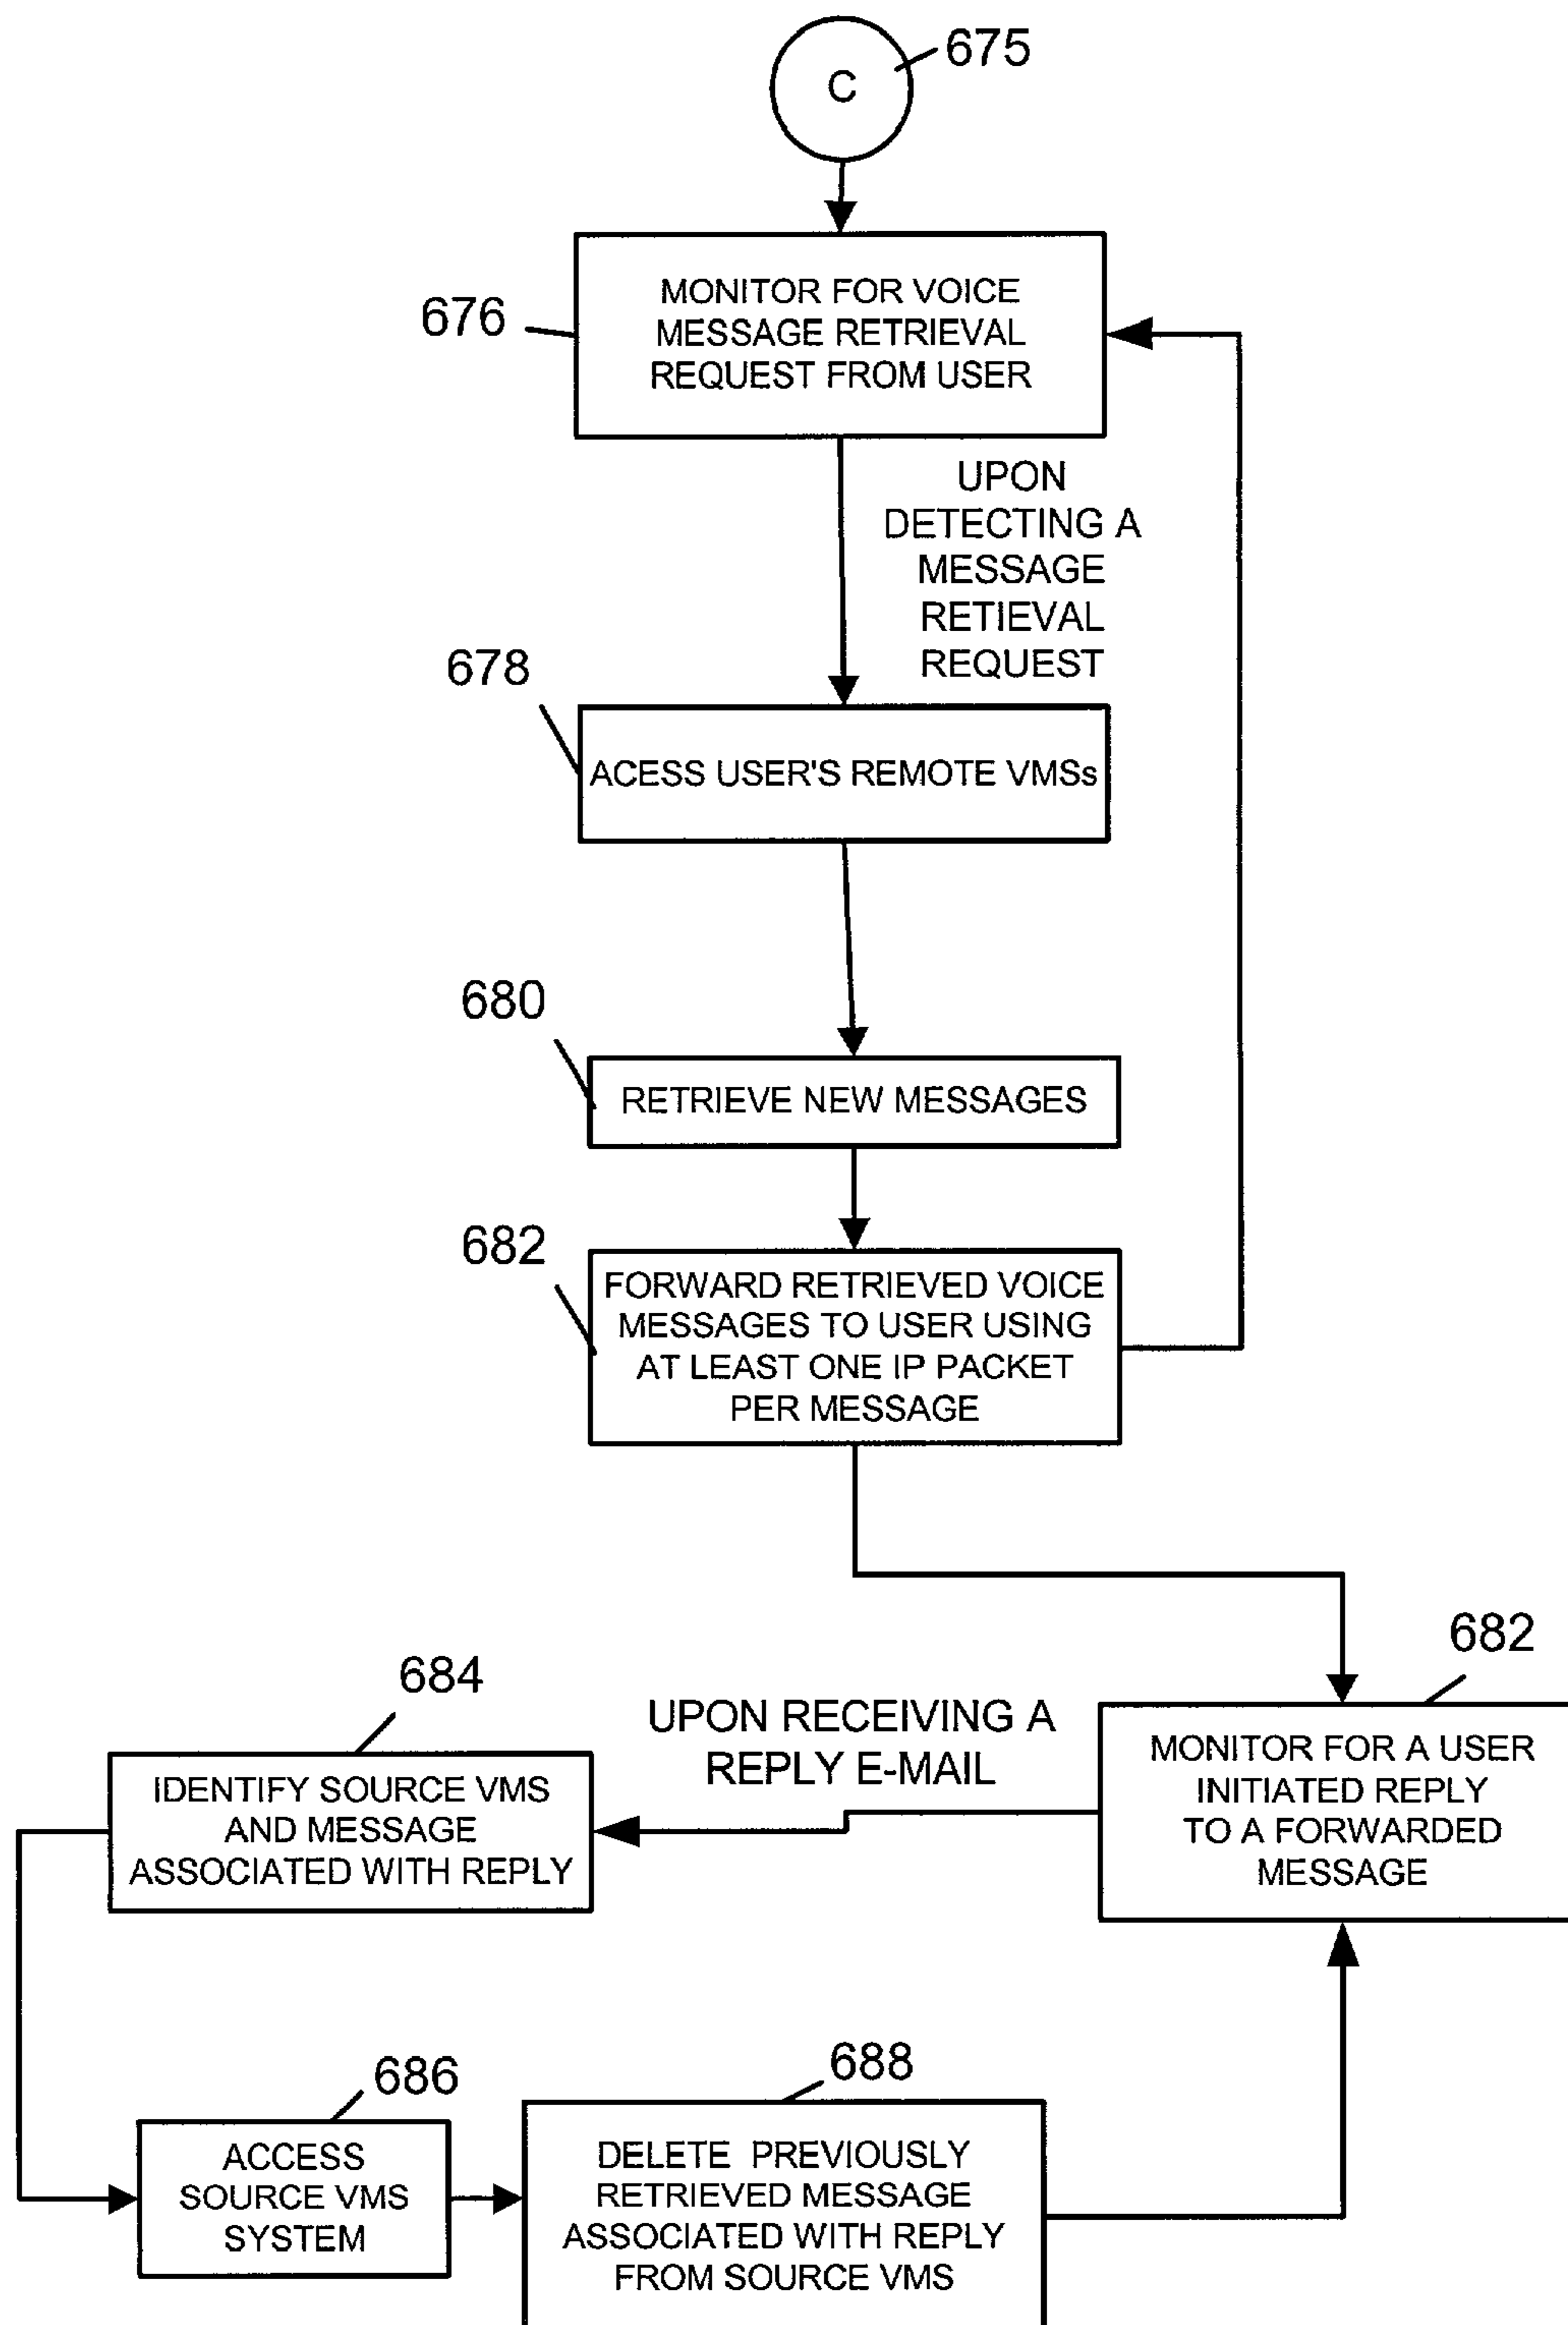 C
675
676
MONITOR FOR VOICE
MESSAGE RETRIEVAL
REQUEST FROM USER
UPON
DETECTING A
MESSAGE
RETIEVAL
REQUEST
678
ACESS USER'S REMOTE VMSs
680
RETRIEVE NEW MESSAGES
682
FORWARD RETRIEVED VOICE
MESSAGES TO USER USING
AT LEAST ONE IP PACKET
PER MESSAGE
682
MONITOR FOR A USER
INITIATED REPLY
TO A FORWARDED
MESSAGE
UPON RECEIVING A
REPLY E-MAIL
684
IDENTIFY SOURCE VMS
AND MESSAGE
ASSOCIATED WITH REPLY
686
ACCESS
SOURCE VMS
SYSTEM
688
DELETE PREVIOUSLY
RETRIEVED MESSAGE
ASSOCIATED WITH REPLY
FROM SOURCE VMS